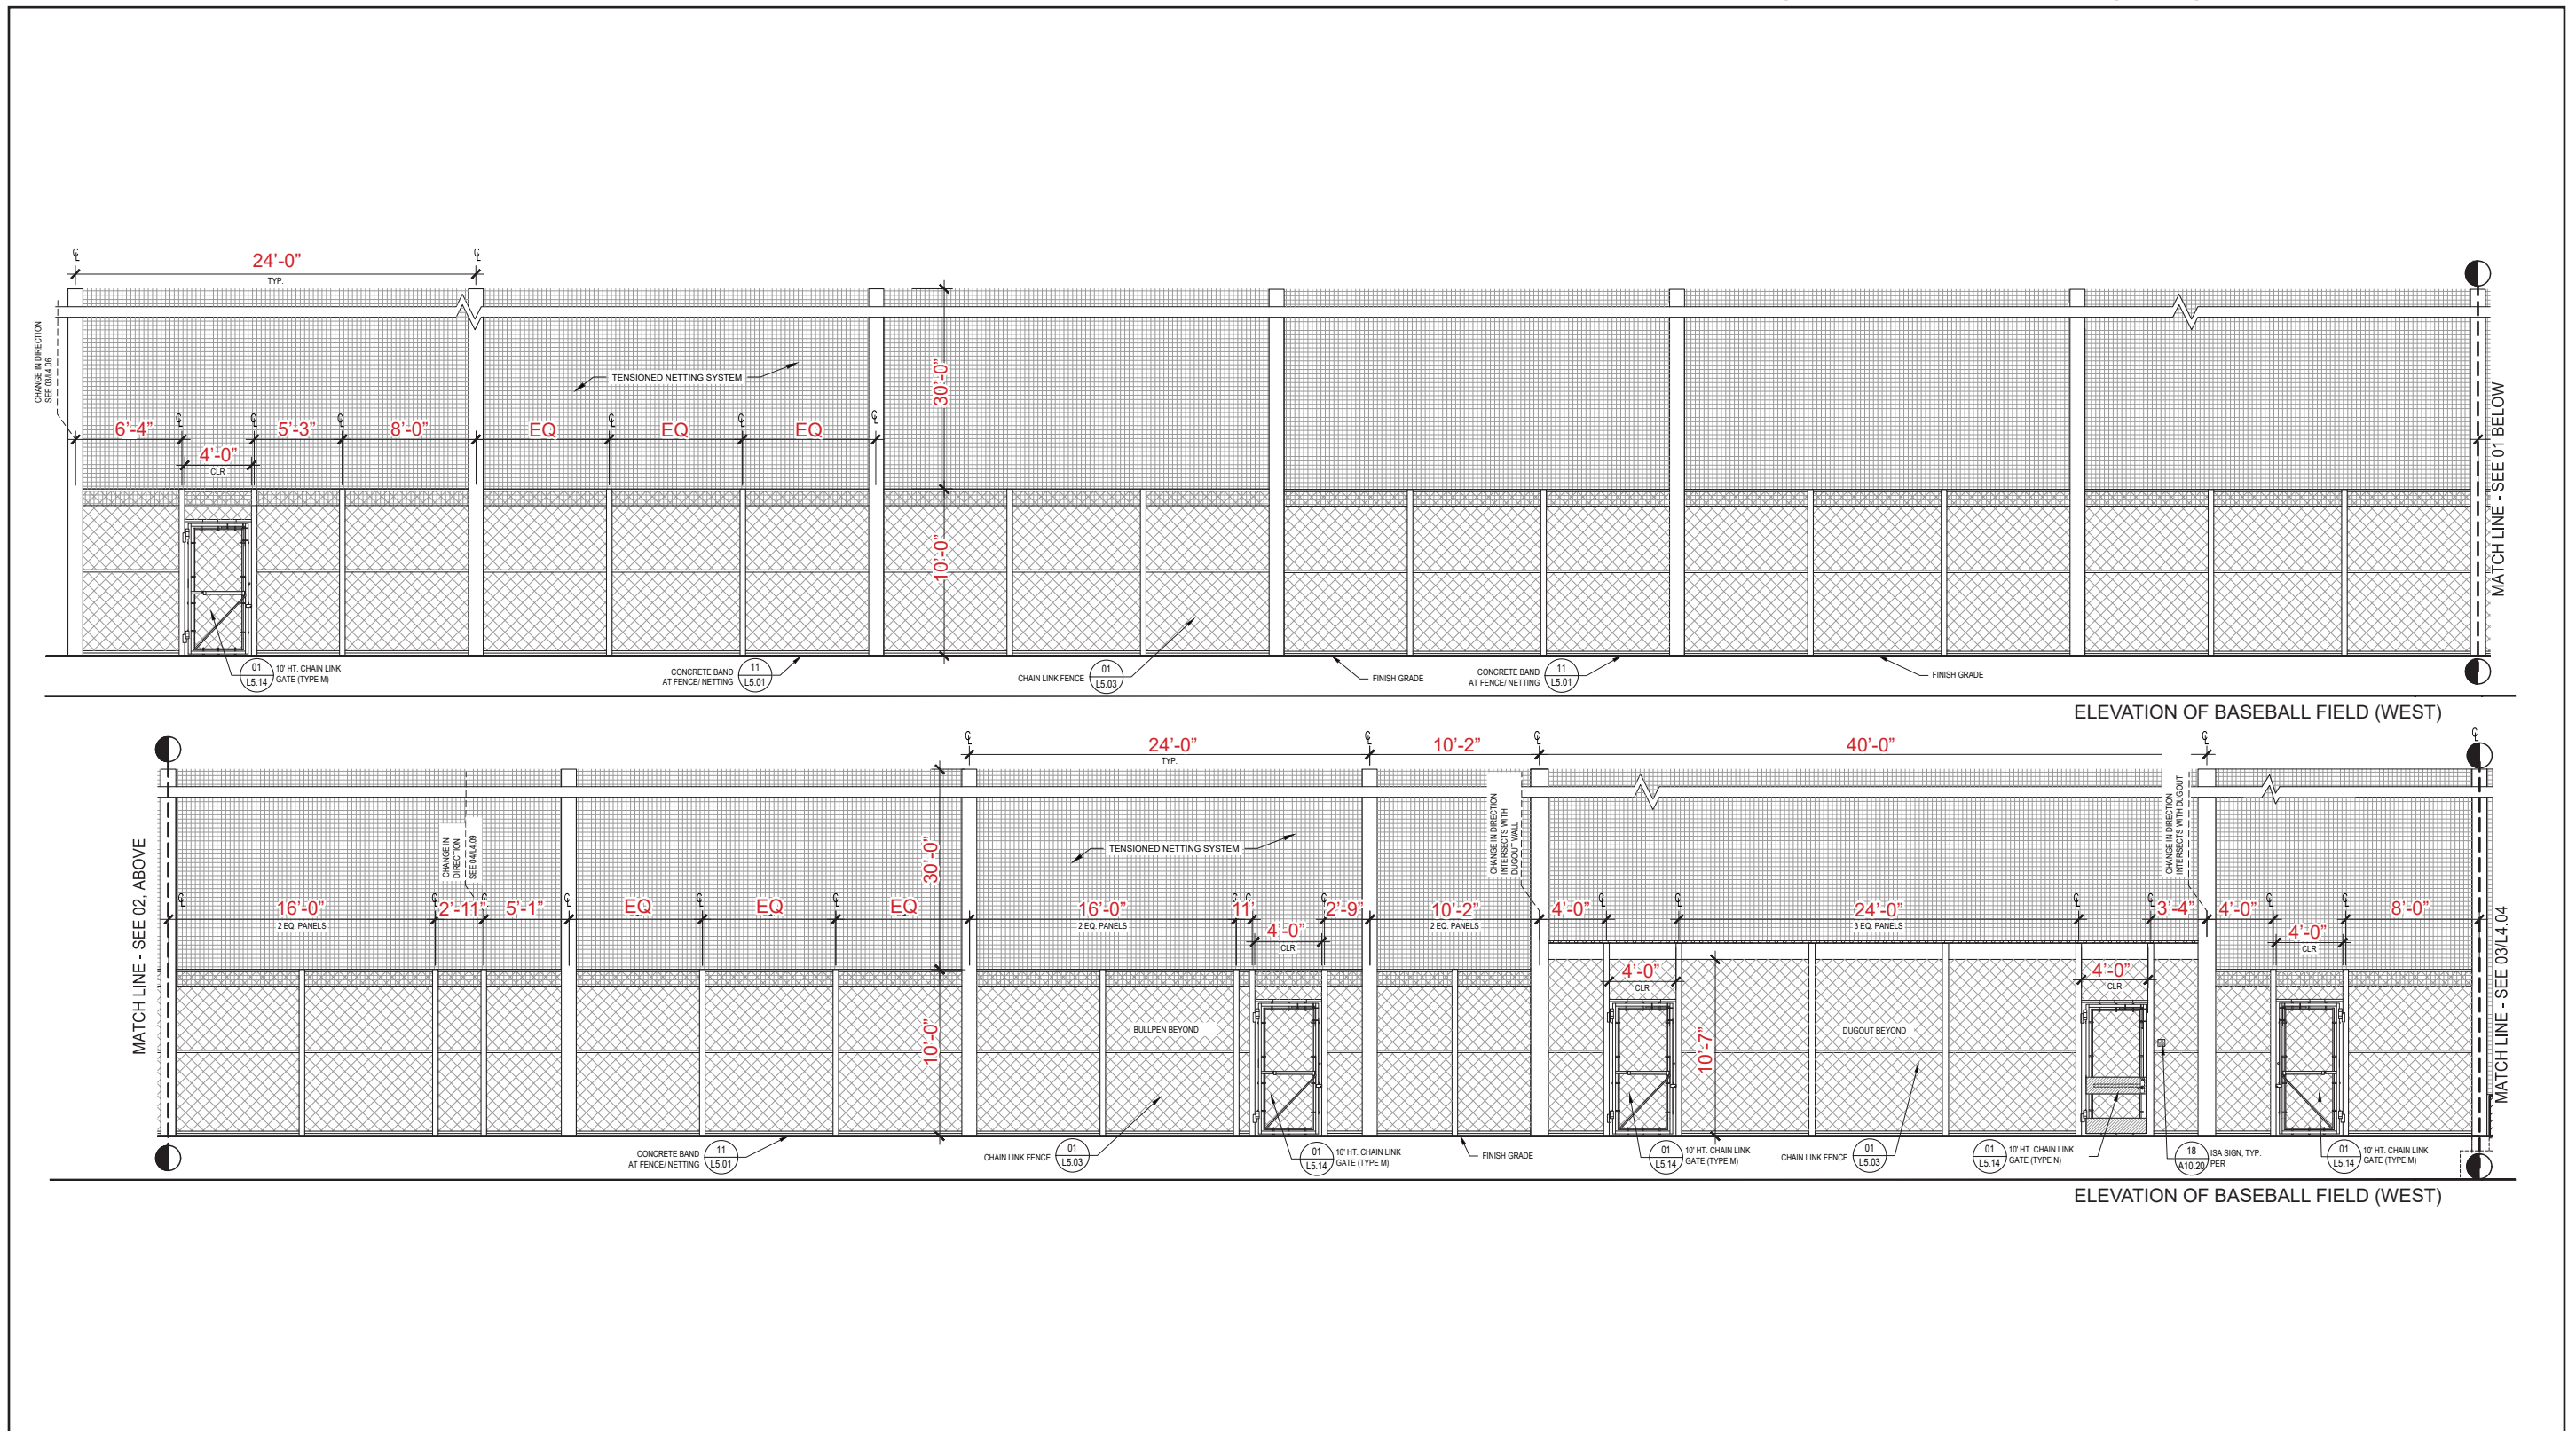 ℄ ℄
24'-0"
TYP.
CHANGE IN DIRECTION
SEE 03/L4.06
TENSIONED NETTING SYSTEM
30'-0"
℄ ℄ ℄ ℄ ℄ ℄
6'-4" 5'-3" 8'-0" EQ EQ EQ
4'-0"
CLR
10'-0"
MATCH LINE - SEE 01 BELOW
01
L5.14
10' HT. CHAIN LINK
GATE (TYPE M)
CONCRETE BAND
AT FENCE/ NETTING
11
L5.01
CHAIN LINK FENCE
01
L5.03
FINISH GRADE
CONCRETE BAND
AT FENCE/ NETTING
11
L5.01
FINISH GRADE
ELEVATION OF BASEBALL FIELD (WEST)
℄ ℄ ℄ ℄ ℄
24'-0" 10'-2" 40'-0"
TYP.
MATCH LINE - SEE 02, ABOVE
CHANGE IN
DIRECTION
SEE 04/L4.09
30'-0"
TENSIONED NETTING SYSTEM
CHANGE IN DIRECTION
INTERSECTS WITH
DUGOUT WALL
CHANGE IN DIRECTION
INTERSECTS WITH DUGOUT
℄ ℄ ℄ ℄ ℄ ℄ ℄ ℄ ℄ ℄ ℄ ℄ ℄ ℄ ℄
16'-0" 2'-11" 5'-1" EQ EQ EQ 16'-0" 11" 2'-9" 10'-2" 4'-0" 24'-0" 3'-4" 4'-0" 8'-0"
2 EQ. PANELS 2 EQ. PANELS 2 EQ. PANELS 3 EQ. PANELS
4'-0"
CLR
4'-0"
CLR
4'-0"
CLR
4'-0"
CLR
10'-0"
BULLPEN BEYOND
10'-7"
DUGOUT BEYOND
MATCH LINE - SEE 03/L4.04
CONCRETE BAND
AT FENCE/ NETTING
11
L5.01
CHAIN LINK FENCE
01
L5.03
01
L5.14
10' HT. CHAIN LINK
GATE (TYPE M)
FINISH GRADE
01
L5.14
10' HT. CHAIN LINK
GATE (TYPE M)
CHAIN LINK FENCE
01
L5.03
01
L5.14
10' HT. CHAIN LINK
GATE (TYPE N)
18
A10.20
ISA SIGN, TYP.
PER
01
L5.14
10' HT. CHAIN LINK
GATE (TYPE M)
ELEVATION OF BASEBALL FIELD (WEST)